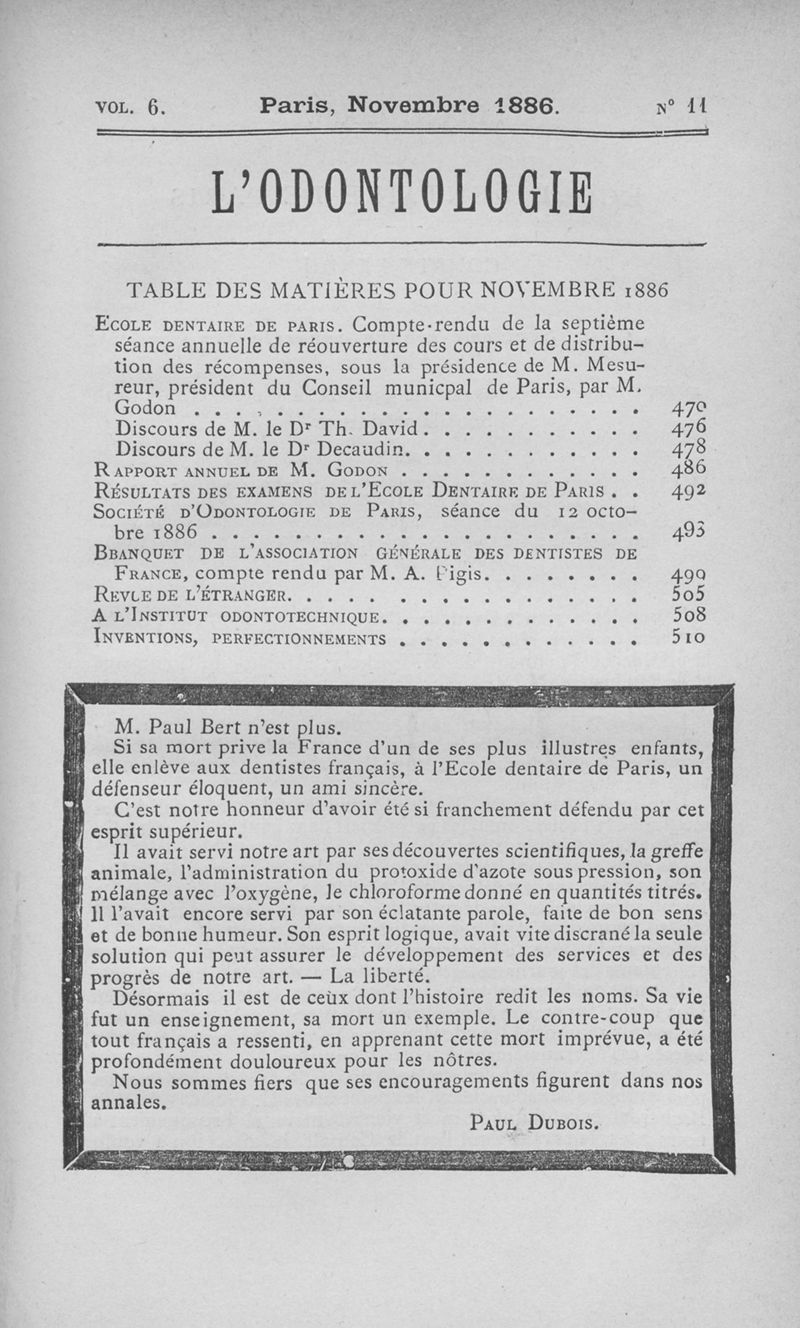 VOL. 6. Paris, Novembre 1886. N° 11
L'ODONTOLOGIE
TABLE DES MATIÈRES POUR NOVEMBRE 1886
ECOLE DENTAIRE DE PARIS. Compte-rendu de la septième
séance annuelle de réouverture des cours et de distribu-
tion des récompenses, sous la présidence de M. Mesu-
reur, président du Conseil municpal de Paris, par M.
Godon . . . . . . . . . . . . . . . . . . . . . . 470
Discours de M. le Dr Th. David . . . . . . . . . . . 476
Discours de M. le Dr Decaudin. . . . . . . . . . . . 478
RAPPORT ANNUEL DE M. GODON . . . . . . . . . . . . 486
RÉSULTATS DES EXAMENS DE L'ECOLE DENTAIRE DE PARIS . . 492
SOCIÉTÉ D'ODONTOLOGIE DE PARIS, séance du 12 octo-
bre 1886 . . . . . . . . . . . . . . . . . . . . . 493
BBANQUET DE L'ASSOCIATION GÉNÉRALE DES DENTISTES DE
FRANCE, compte rendu par M. A. Pigis. . . . . . . . . 499
REVUE DE L'ÉTRANGER. . . . . . . . . . . . . . . . . 505
A L'INSTITUT ODONTOTECHNIQUE. . . . . . . . . . . . . 508
INVENTIONS, PERFECTIONNEMENTS . . . . . . . . . . . . 510
M. Paul Bert n'est plus.
Si sa mort prive la France d'un de ses plus illustres enfants,
elle enlève aux dentistes français, à l'Ecole dentaire de Paris, un
défenseur éloquent, un ami sincère.
C'est notre honneur d'avoir été si franchement défendu par cet
esprit supérieur.
Il avait servi notre art par ses découvertes scientifiques, la greffe
animale, l'administration du protoxide d'azote sous pression, son
mélange avec l'oxygène, le chloroforme donné en quantités titrés.
Il l'avait encore servi par son éclatante parole, faite de bon sens
et de bonne humeur. Son esprit logique, avait vite discrané la seule
solution qui peut assurer le développement des services et des
progrès de notre art. — La liberté.
Désormais il est de ceux dont l'histoire redit les noms. Sa vie
fut un enseignement, sa mort un exemple. Le contre-coup que
tout français a ressenti, en apprenant cette mort imprévue, a été
profondément douloureux pour les nôtres.
Nous sommes fiers que ses encouragements figurent dans nos
annales.
PAUL DUBOIS.